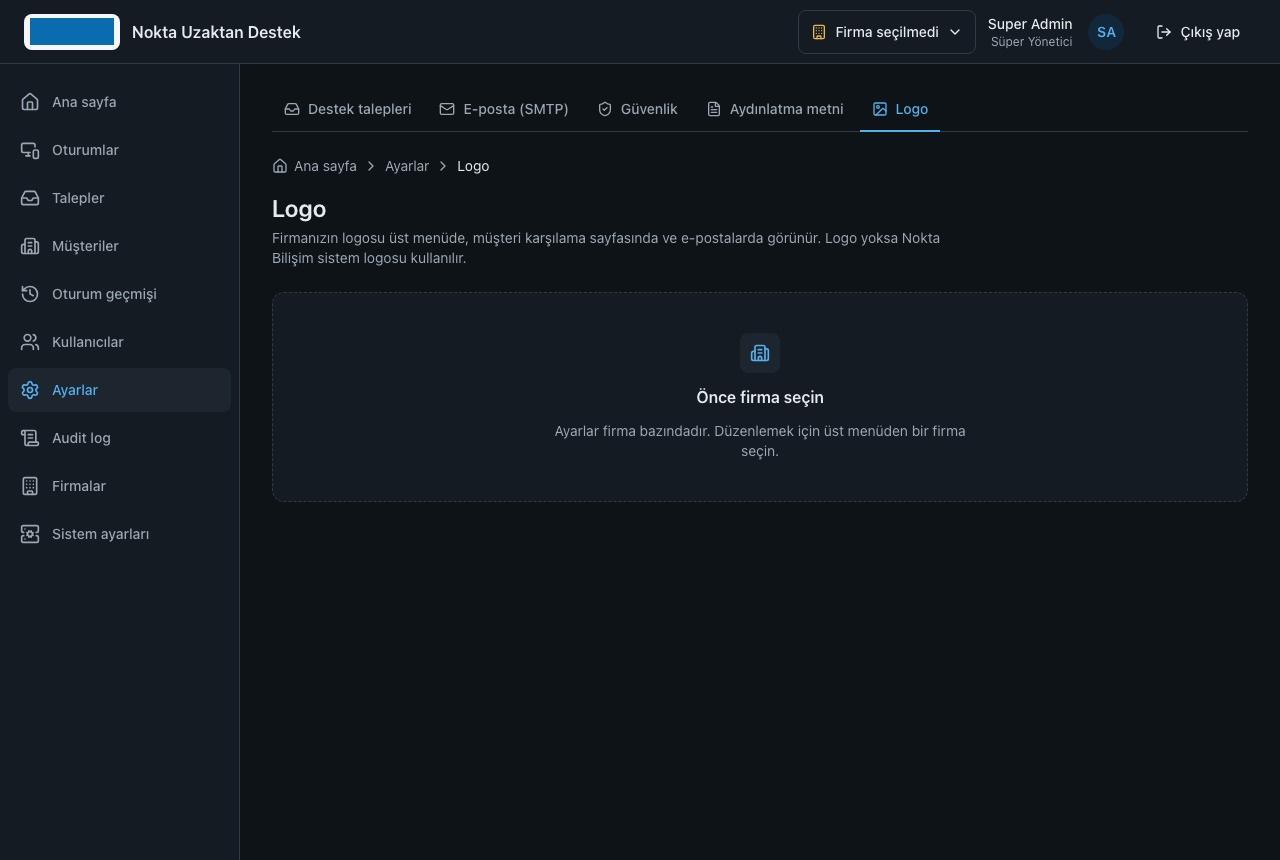 Nokta Uzaktan Destek
Firma seçilmedi
Super Admin
Süper Yönetici
SA
Çıkış yap
Ana sayfa
Oturumlar
Talepler
Müşteriler
Oturum geçmişi
Kullanıcılar
Ayarlar
Audit log
Firmalar
Sistem ayarları
Destek talepleri
E-posta (SMTP)
Güvenlik
Aydınlatma metni
Logo
Ana sayfa > Ayarlar > Logo
Logo
Firmanızın logosu üst menüde, müşteri karşılama sayfasında ve e-postalarda görünür. Logo yoksa Nokta
Bilişim sistem logosu kullanılır.
Önce firma seçin
Ayarlar firma bazındadır. Düzenlemek için üst menüden bir firma
seçin.